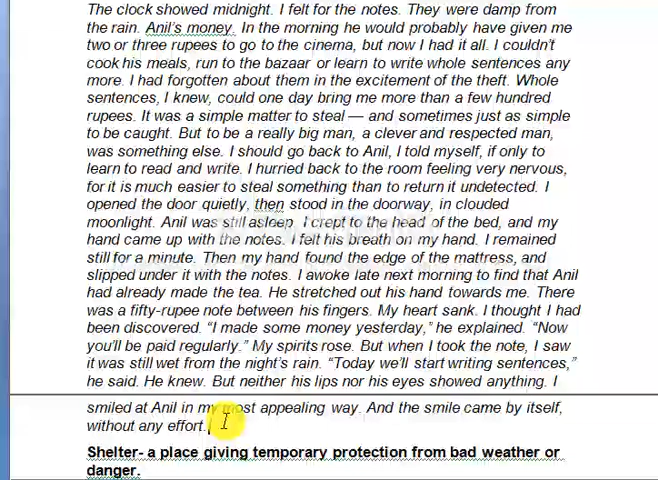 The clock showed midnight. I felt for the notes. They were damp from
the rain. Anil's money. In the morning he would probably have given me
two or three rupees to go to the cinema, but now I had it all. I couldn't
cook his meals, run to the bazaar or learn to write whole sentences any
more. I had forgotten about them in the excitement of the theft. Whole
sentences, I knew, could one day bring me more than a few hundred
rupees. It was a simple matter to steal — and sometimes just as simple
to be caught. But to be a really big man, a clever and respected man,
was something else. I should go back to Anil, I told myself, if only to
learn to read and write. I hurried back to the room feeling very nervous,
for it is much easier to steal something than to return it undetected. I
opened the door quietly, then stood in the doorway, in clouded
moonlight. Anil was still asleep. I crept to the head of the bed, and my
hand came up with the notes. I felt his breath on my hand. I remained
still for a minute. Then my hand found the edge of the mattress, and
slipped under it with the notes. I awoke late next morning to find that Anil
had already made the tea. He stretched out his hand towards me. There
was a fifty-rupee note between his fingers. My heart sank. I thought I had
been discovered. “I made some money yesterday,” he explained. “Now
you'll be paid regularly.” My spirits rose. But when I took the note, I saw
it was still wet from the night's rain. “Today we'll start writing sentences,”
he said. He knew. But neither his lips nor his eyes showed anything. I
smiled at Anil in my most appealing way. And the smile came by itself,
without any effort.
Shelter- a place giving temporary protection from bad weather or
danger.